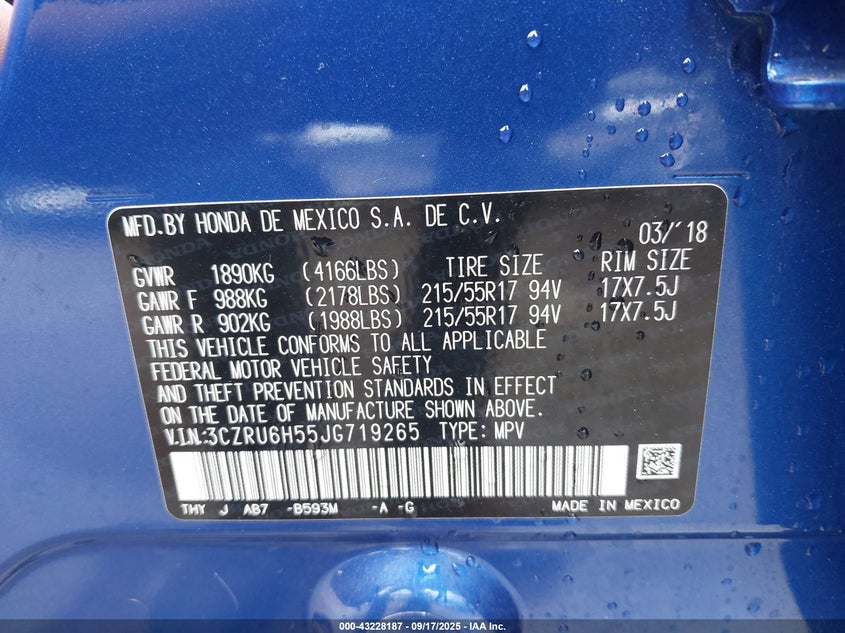 MFD.BY HONDA DE MEXICO S.A. DE C.V.
03/'18
GVWR 1890KG (4166LBS) TIRE SIZE RIM SIZE
GAWR F 988KG (2178LBS) 215/55R17 94V 17X7.5J
GAWR R 902KG (1988LBS) 215/55R17 94V 17X7.5J
THIS VEHICLE CONFORMS TO ALL APPLICABLE
FEDERAL MOTOR VEHICLE SAFETY
AND THEFT PREVENTION STANDARDS IN EFFECT
ON THE DATE OF MANUFACTURE SHOWN ABOVE.
V.I.N.:3CZRU6H55JG719265 TYPE: MPV
THY J AB7 -B593M -A -G MADE IN MEXICO
000-43228187 - 09/17/2025 - IAA Inc.